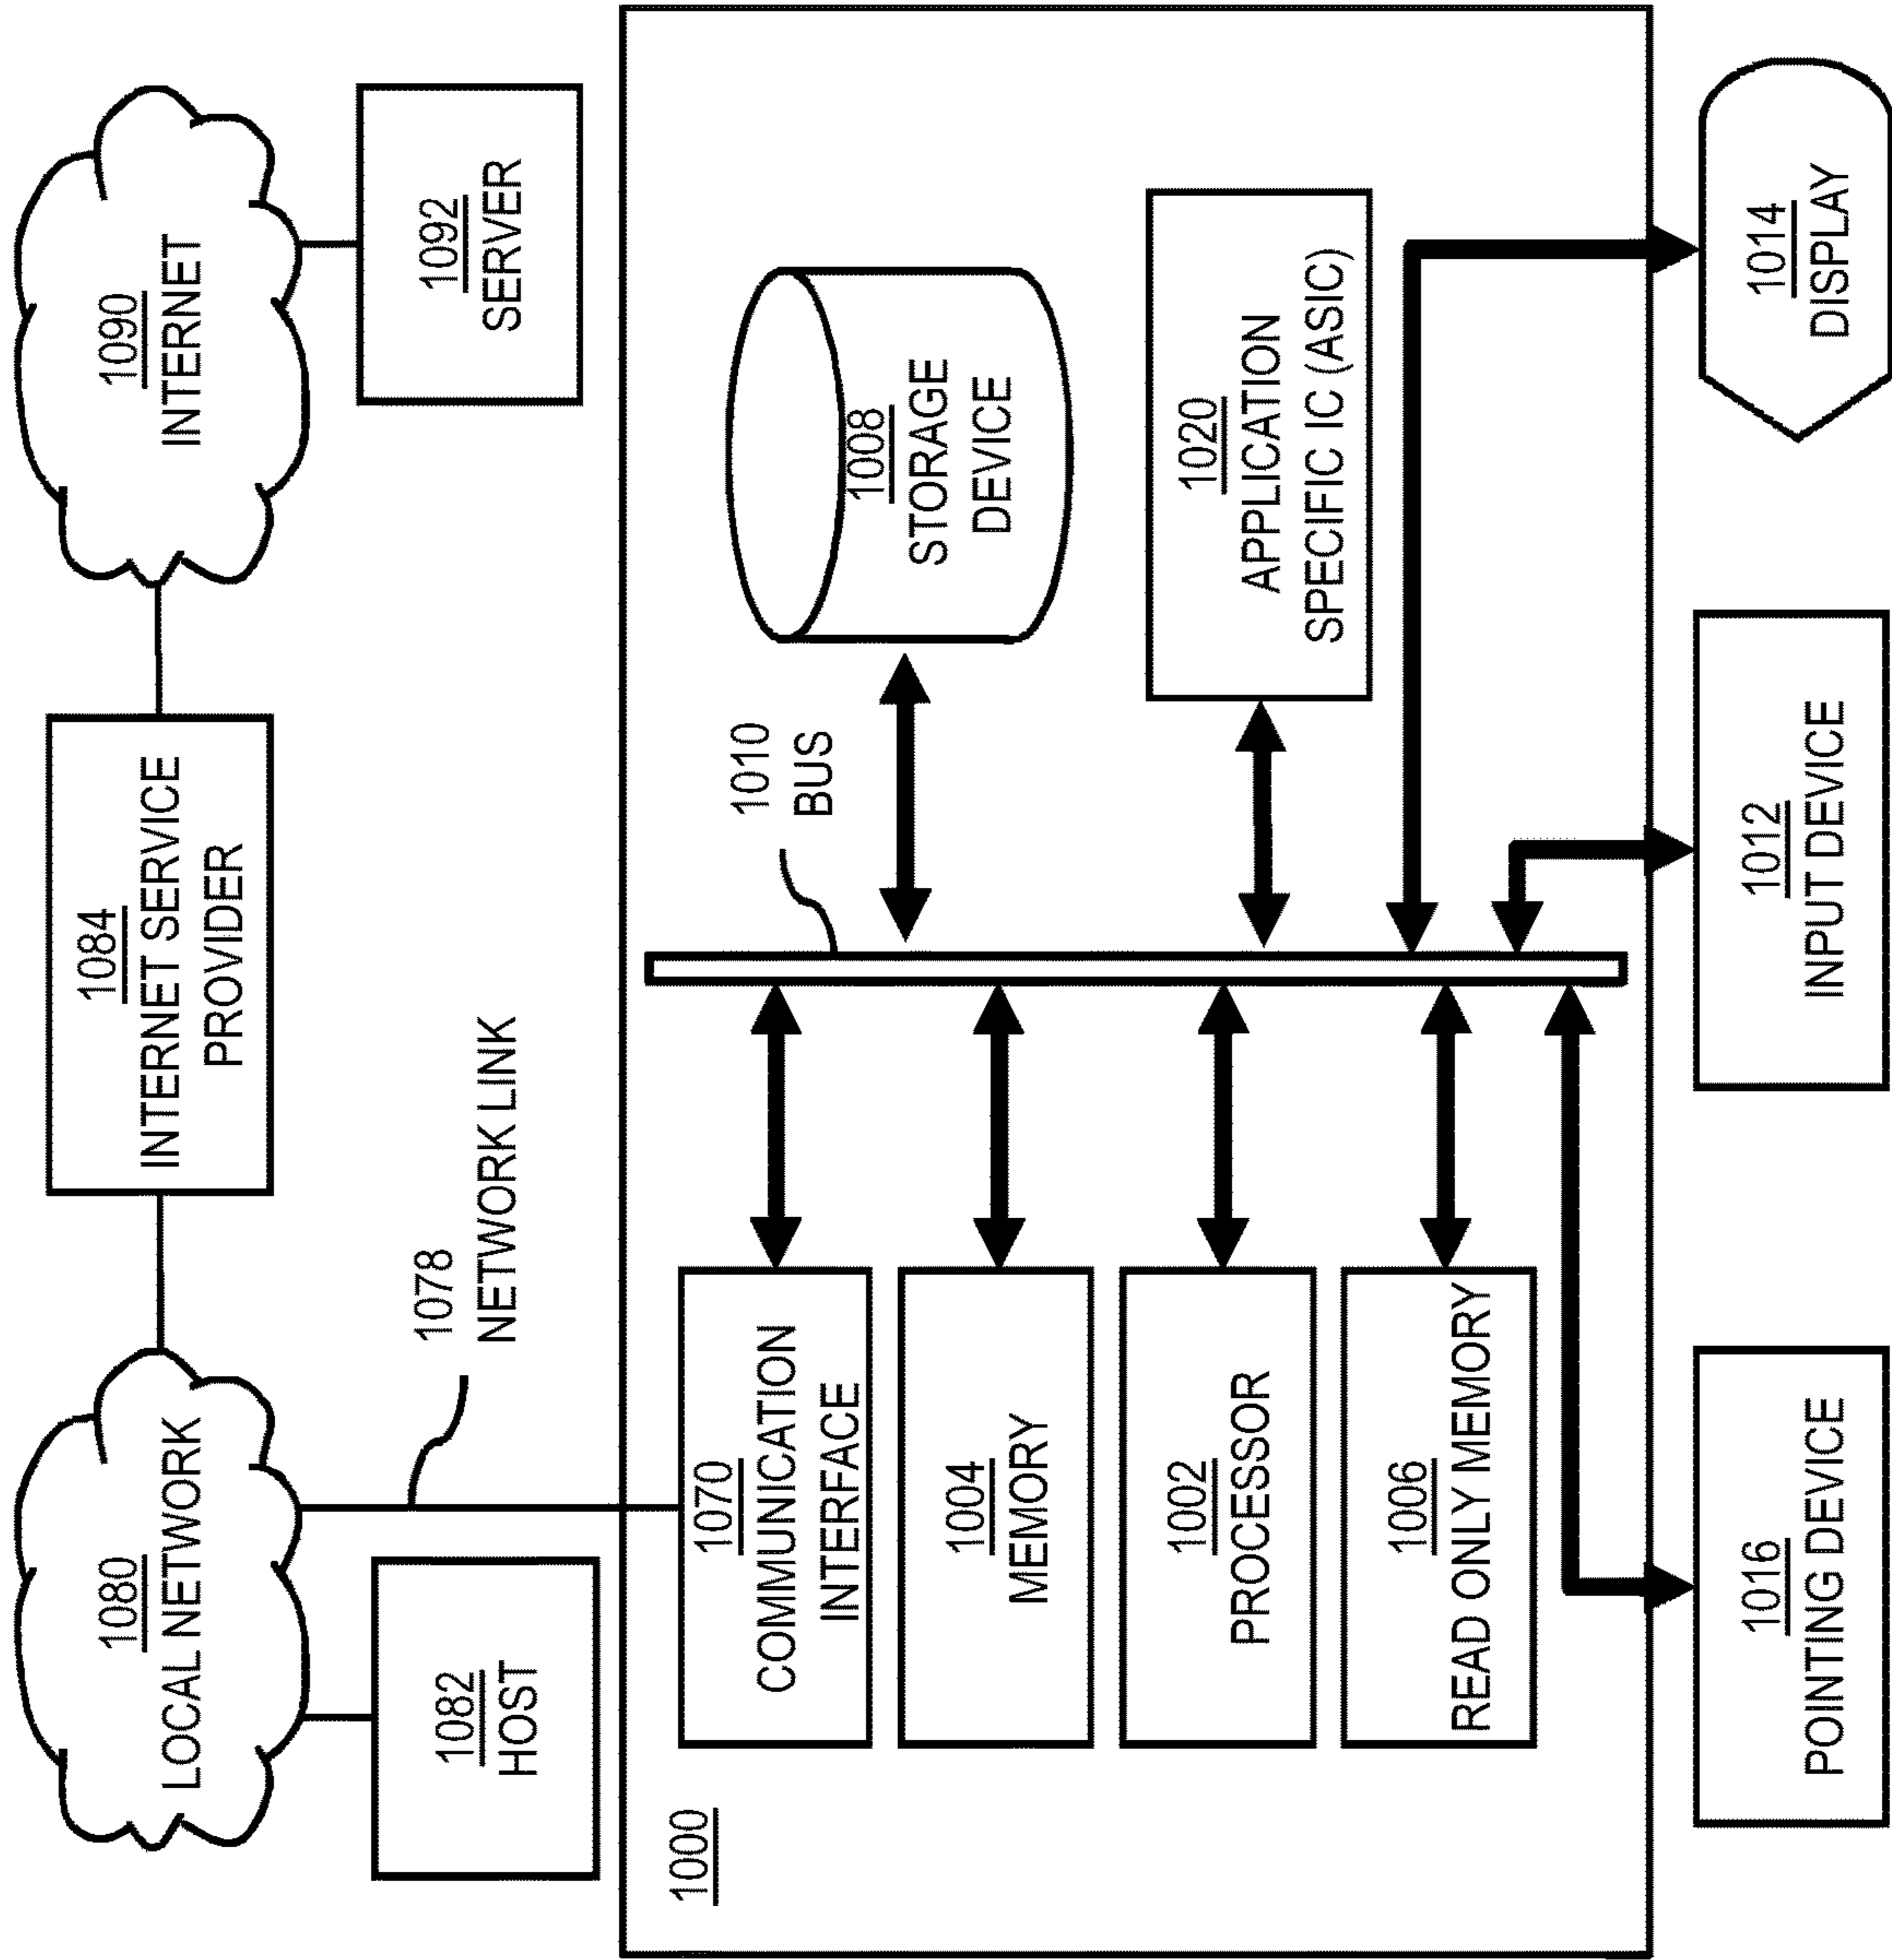 1080
LOCAL NETWORK
1084
INTERNET SERVICE
PROVIDER
1090
INTERNET
1082
HOST
1078
NETWORK LINK
1092
SERVER
1000
1070
COMMUNICATION
INTERFACE
1010
BUS
1008
STORAGE
DEVICE
1004
MEMORY
1002
PROCESSOR
1020
APPLICATION
SPECIFIC IC (ASIC)
1006
READ ONLY MEMORY
1016
POINTING DEVICE
1012
INPUT DEVICE
1014
DISPLAY